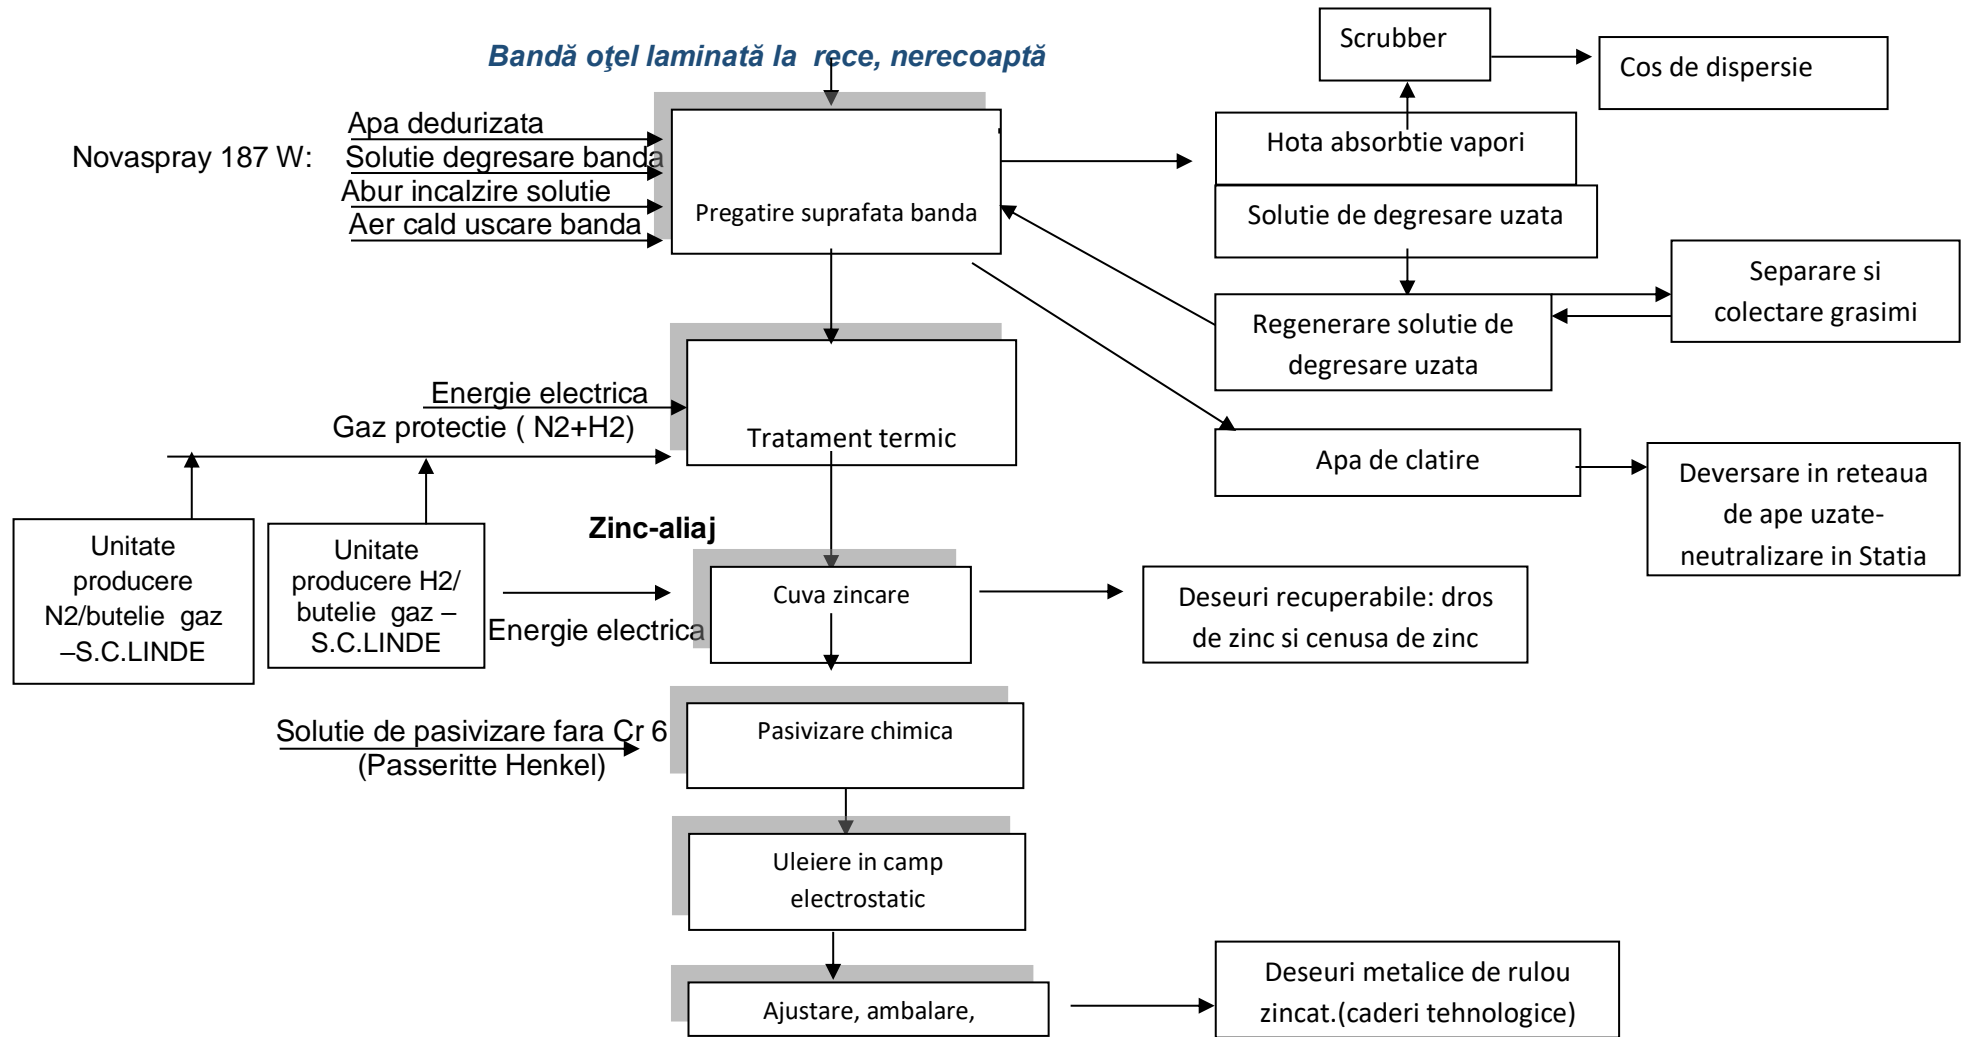 Bandă oţel laminată la rece, nerecoaptă
Scrubber
Cos de dispersie
Novaspray 187 W:
Apa dedurizata
Solutie degresare banda
Abur incalzire solutie
Aer cald uscare banda
Pregatire suprafata banda
Hota absorbtie vapori
Solutie de degresare uzata
Regenerare solutie de
degresare uzata
Separare si
colectare grasimi
Energie electrica
Gaz protectie ( N2+H2)
Tratament termic
Apa de clatire
Deversare in reteaua
de ape uzate-
neutralizare in Statia
Unitate
producere
N2/butelie gaz
–S.C.LINDE
Unitate
producere H2/
butelie gaz –
S.C.LINDE
Zinc-aliaj
Energie electrica
Cuva zincare
Deseuri recuperabile: dros
de zinc si cenusa de zinc
Solutie de pasivizare fara Cr 6
(Passeritte Henkel)
Pasivizare chimica
Uleiere in camp
electrostatic
Ajustare, ambalare,
Deseuri metalice de rulou
zincat.(caderi tehnologice)